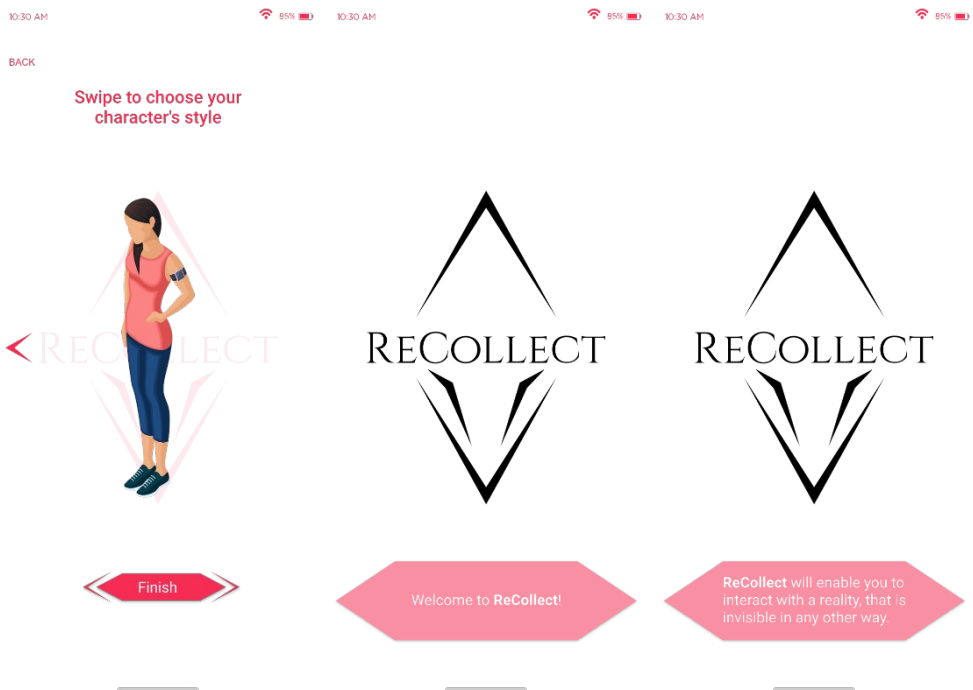 10:30 AM
85%
BACK
Swipe to choose your
character's style
RECOLLECT
Finish
10:30 AM
85%
RECOLLECT
Welcome to ReCollect!
10:30 AM
85%
RECOLLECT
ReCollect will enable you to
interact with a reality, that is
invisible in any other way.